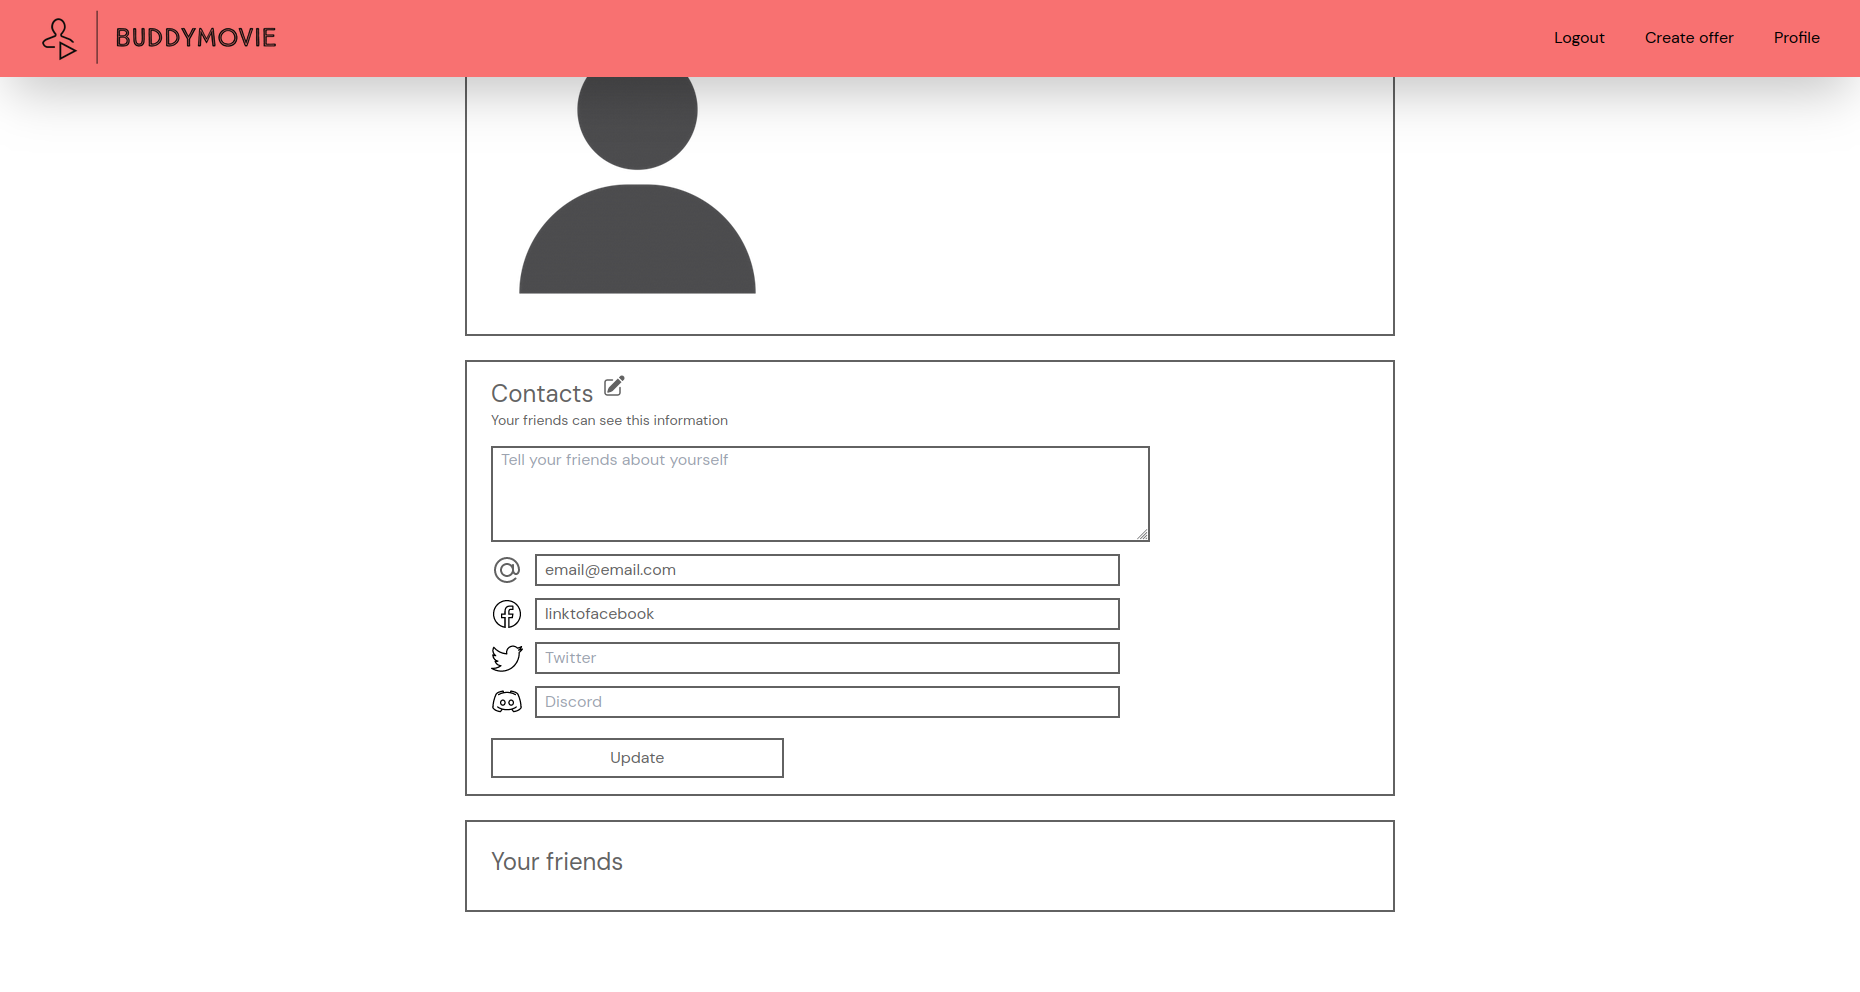 BUDDYMOVIE
Logout Create offer Profile
Contacts
Your friends can see this information
Tell your friends about yourself
email@email.com
linktofacebook
Twitter
Discord
Update
Your friends